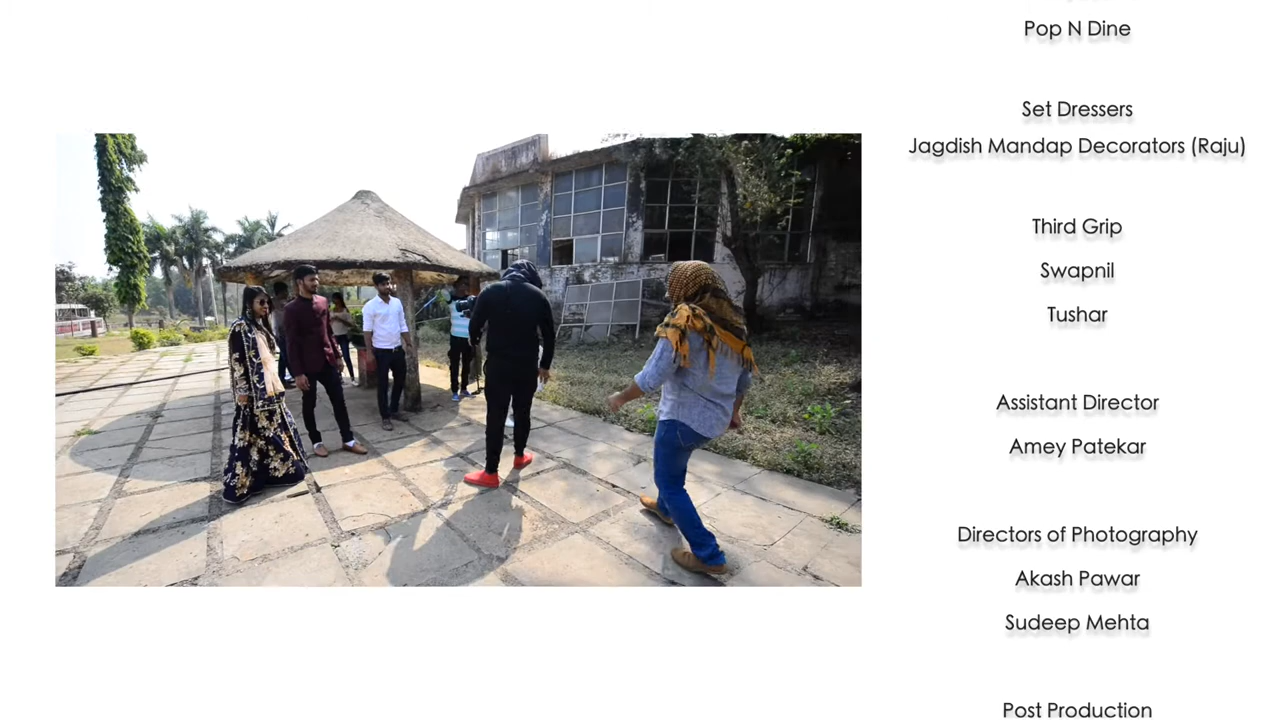 Pop N Dine
Set Dressers
Jagdish Mandap Decorators (Raju)
Third Grip
Swapnil
Tushar
Assistant Director
Amey Patekar
Directors of Photography
Akash Pawar
Sudeep Mehta
Post Production